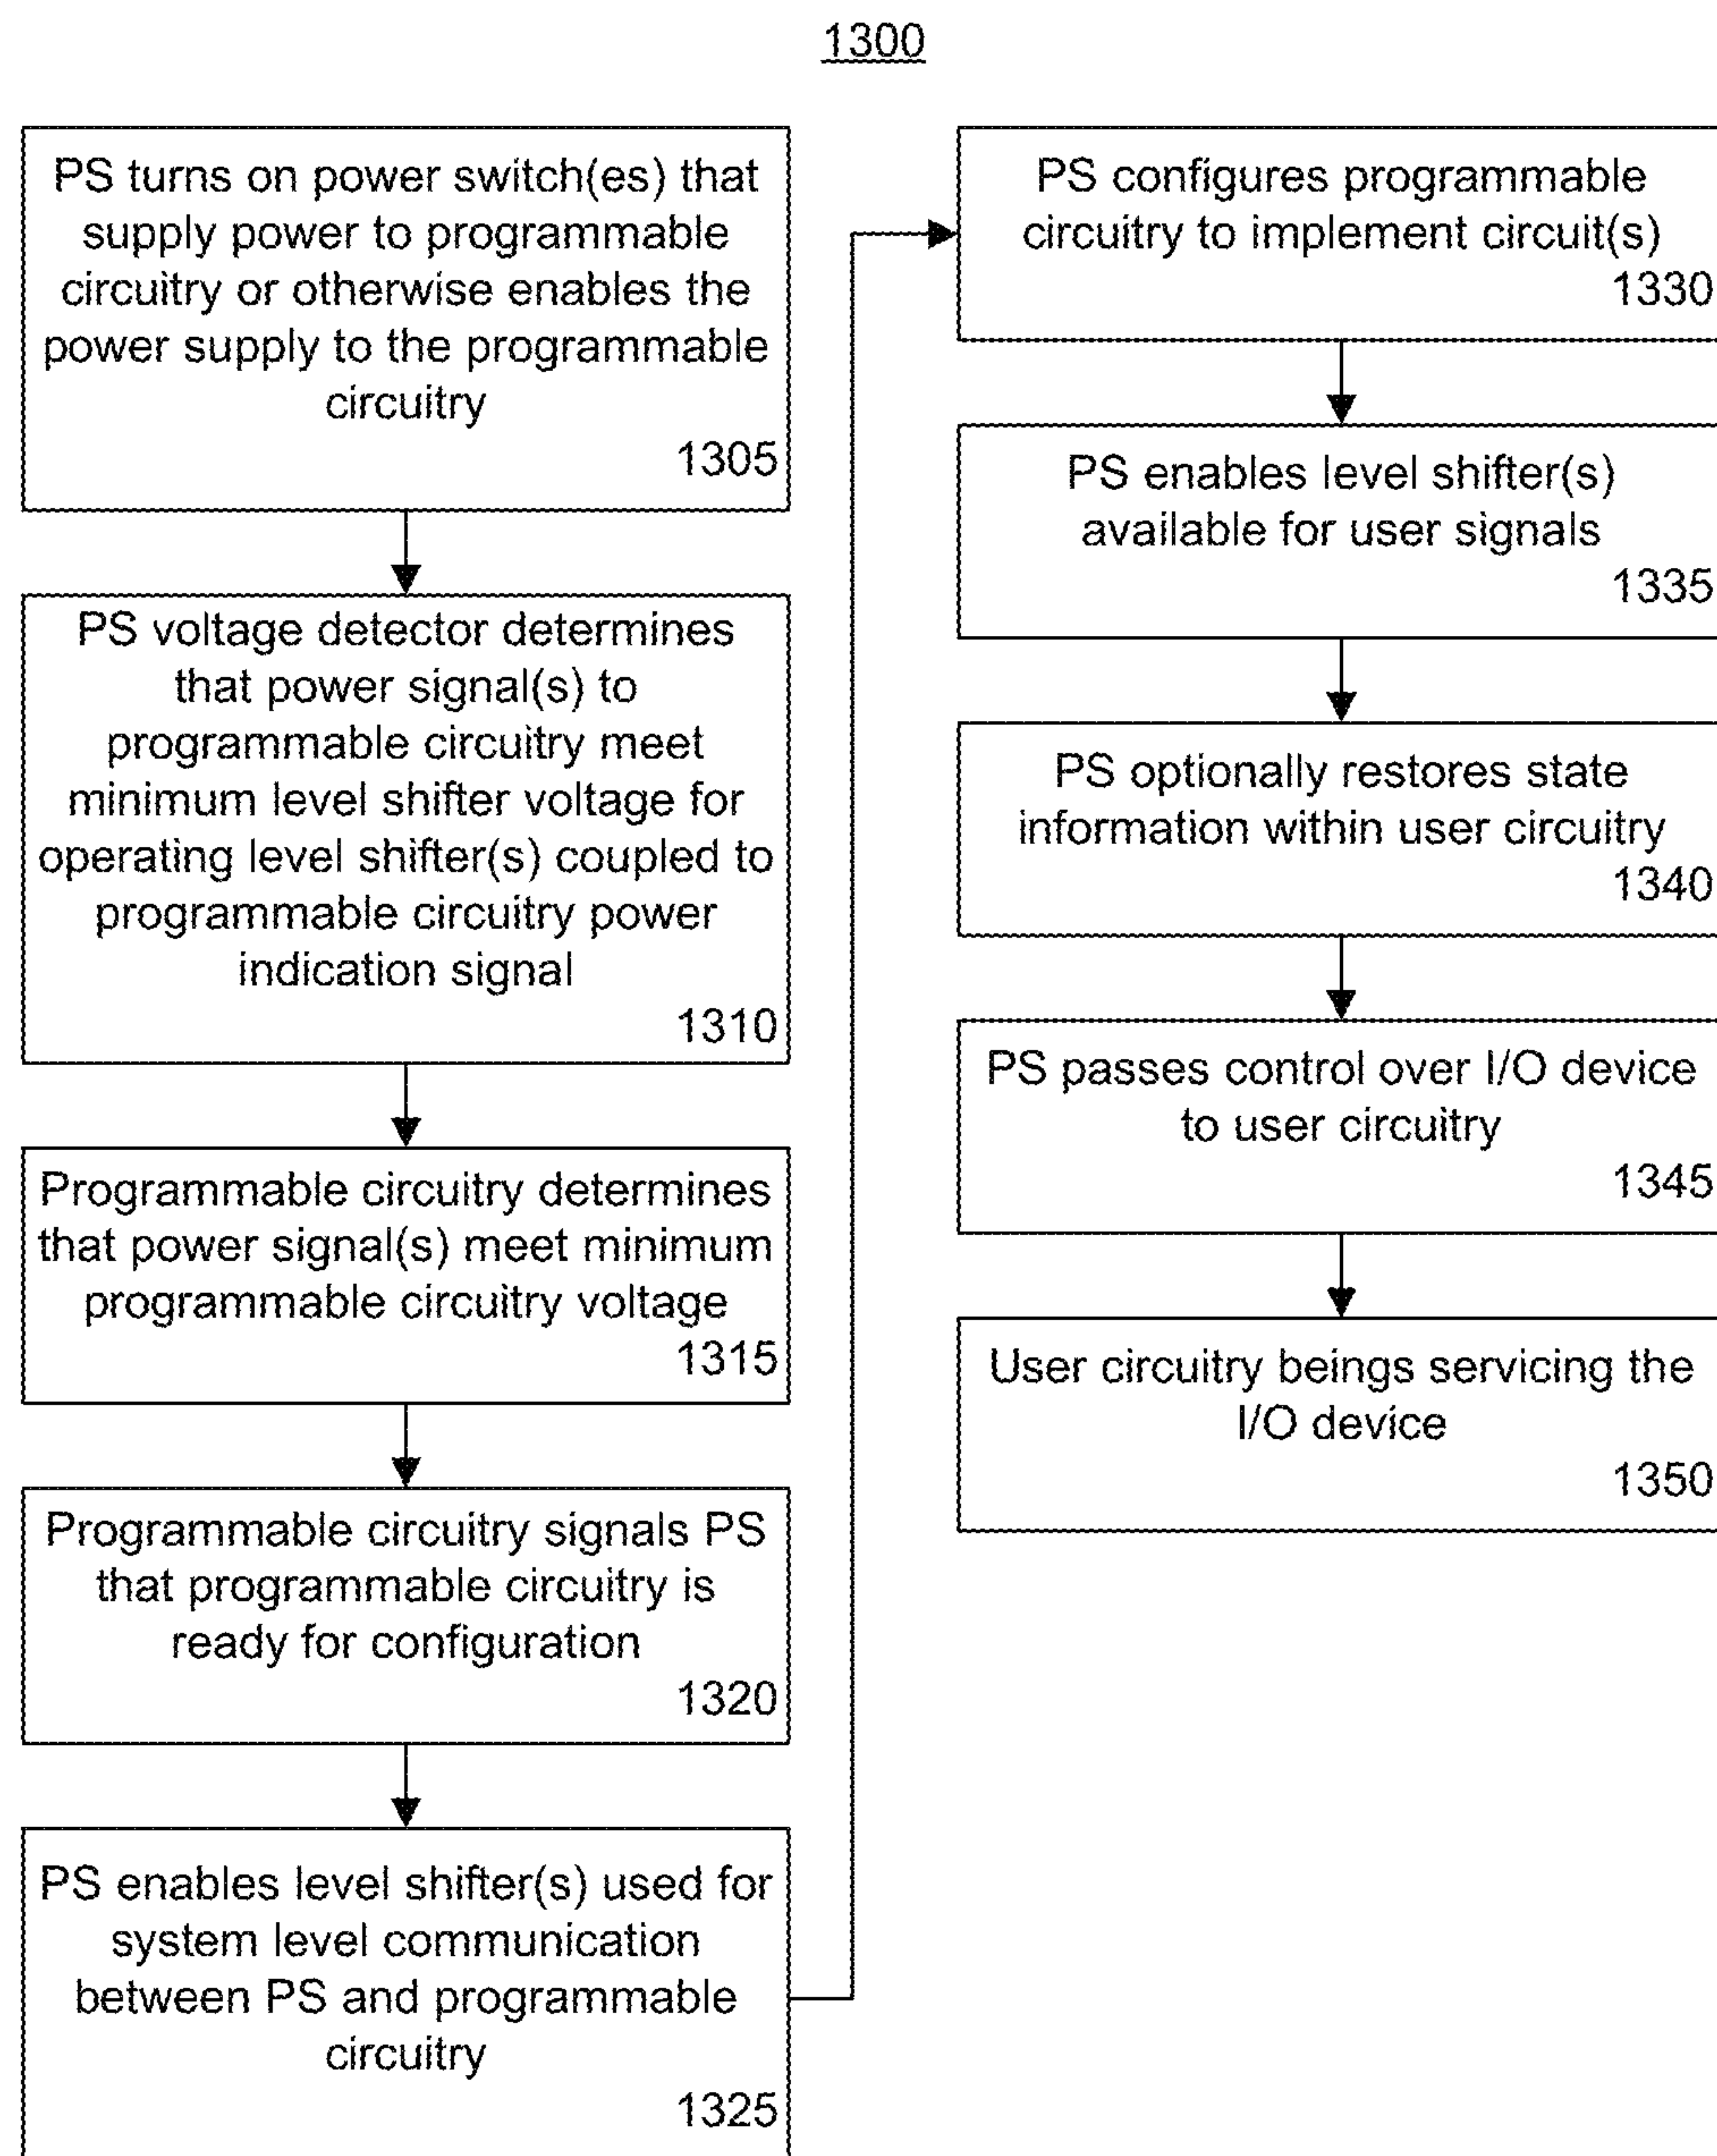 1300
PS turns on power switch(es) that
supply power to programmable
circuitry or otherwise enables the
power supply to the programmable
circuitry
1305
PS voltage detector determines
that power signal(s) to
programmable circuitry meet
minimum level shifter voltage for
operating level shifter(s) coupled to
programmable circuitry power
indication signal
1310
Programmable circuitry determines
that power signal(s) meet minimum
programmable circuitry voltage
1315
Programmable circuitry signals PS
that programmable circuitry is
ready for configuration
1320
PS enables level shifter(s) used for
system level communication
between PS and programmable
circuitry
1325
PS configures programmable
circuitry to implement circuit(s)
1330
PS enables level shifter(s)
available for user signals
1335
PS optionally restores state
information within user circuitry
1340
PS passes control over I/O device
to user circuitry
1345
User circuitry beings servicing the
I/O device
1350